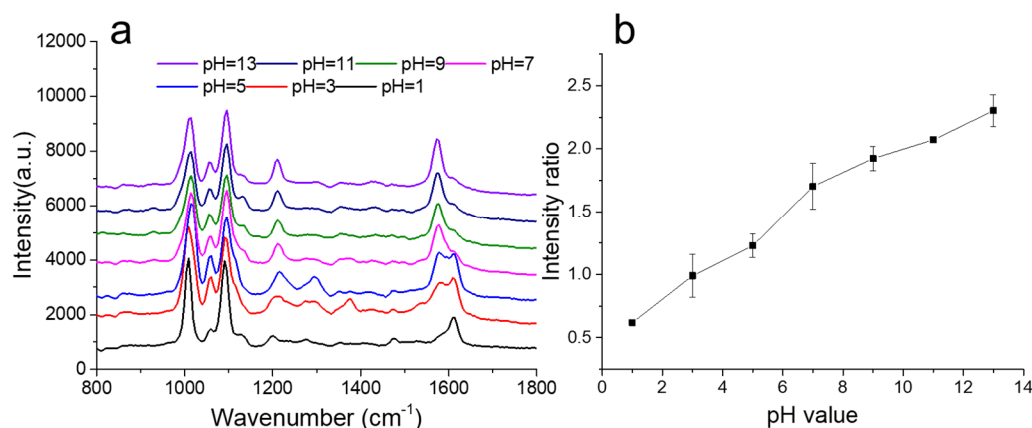 a
12000
10000
8000
6000
4000
2000
0
Intensity(a.u.)
pH=13 pH=11 pH=9 pH=7
pH=5 pH=3 pH=1
800 1000 1200 1400 1600 1800
Wavenumber (cm⁻¹)
b
2.5
2.0
1.5
1.0
0.5
Intensity ratio
0 2 4 6 8 10 12 14
pH value